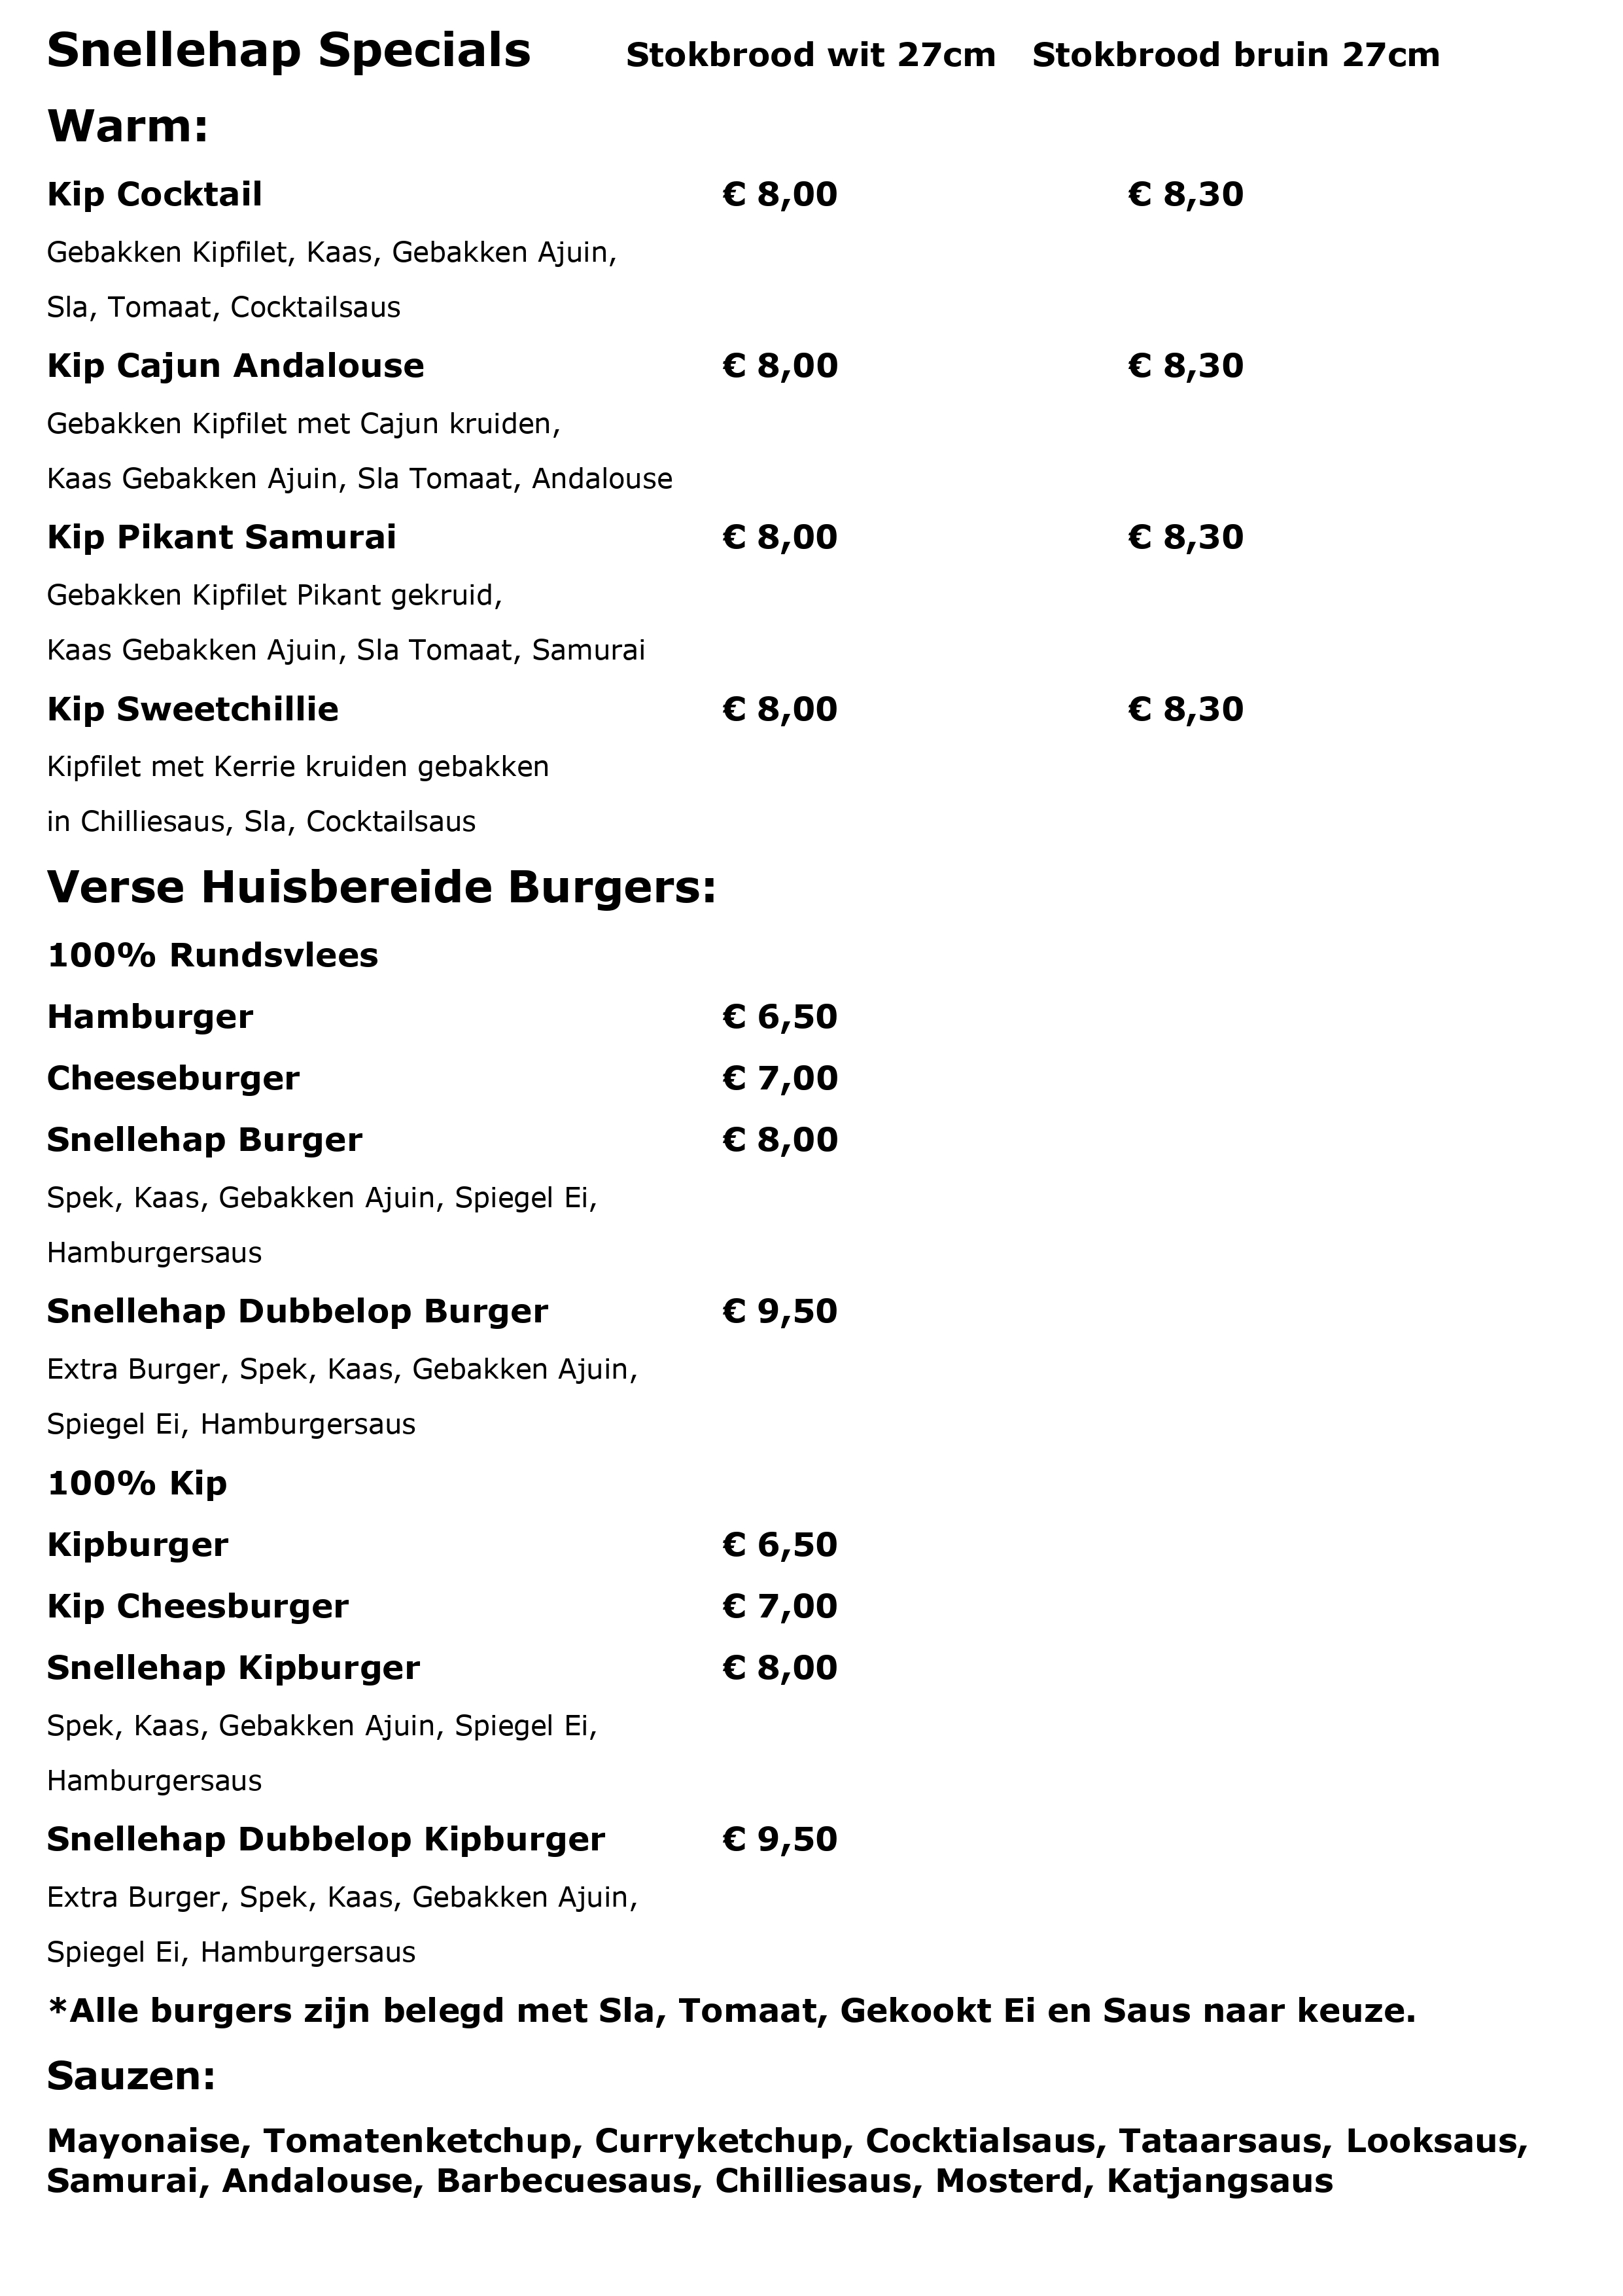 Snellehap Specials Stokbrood wit 27cm Stokbrood bruin 27cm
Warm:
Kip Cocktail € 8,00 € 8,30
Gebakken Kipfilet, Kaas, Gebakken Ajuin,
Sla, Tomaat, Cocktailsaus
Kip Cajun Andalouse € 8,00 € 8,30
Gebakken Kipfilet met Cajun kruiden,
Kaas Gebakken Ajuin, Sla Tomaat, Andalouse
Kip Pikant Samurai € 8,00 € 8,30
Gebakken Kipfilet Pikant gekruid,
Kaas Gebakken Ajuin, Sla Tomaat, Samurai
Kip Sweetchillie € 8,00 € 8,30
Kipfilet met Kerrie kruiden gebakken
in Chilliesaus, Sla, Cocktailsaus
Verse Huisbereide Burgers:
100% Rundsvlees
Hamburger € 6,50
Cheeseburger € 7,00
Snellehap Burger € 8,00
Spek, Kaas, Gebakken Ajuin, Spiegel Ei,
Hamburgersaus
Snellehap Dubbelop Burger € 9,50
Extra Burger, Spek, Kaas, Gebakken Ajuin,
Spiegel Ei, Hamburgersaus
100% Kip
Kipburger € 6,50
Kip Cheesburger € 7,00
Snellehap Kipburger € 8,00
Spek, Kaas, Gebakken Ajuin, Spiegel Ei,
Hamburgersaus
Snellehap Dubbelop Kipburger € 9,50
Extra Burger, Spek, Kaas, Gebakken Ajuin,
Spiegel Ei, Hamburgersaus
*Alle burgers zijn belegd met Sla, Tomaat, Gekookt Ei en Saus naar keuze.
Sauzen:
Mayonaise, Tomatenketchup, Curryketchup, Cocktialsaus, Tataarsaus, Looksaus,
Samurai, Andalouse, Barbecuesaus, Chilliesaus, Mosterd, Katjangsaus